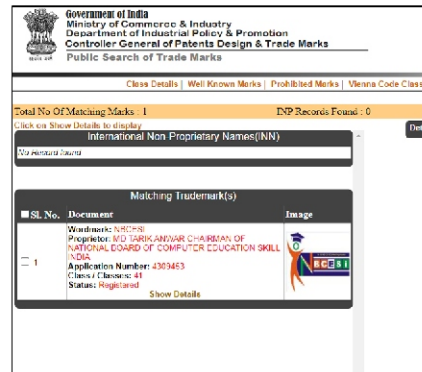 Government of India
Ministry of Commerce & Industry
Department of Industrial Policy & Promotion
Controller General of Patents Design & Trade Marks
Public Search of Trade Marks
Class Details | Well Known Marks | Prohibited Marks | Vienna Code Class
Total No Of Matching Marks : 1 INP Records Found : 0
Click on Show Details to display
International Non-Proprietary Names(INN)
No Record found
Matching Trademark(s)
Sl. No. Document Image
Wordmark: NBCESI
Proprietor: MD TARIK ANWAR CHAIRMAN OF
NATIONAL BOARD OF COMPUTER EDUCATION SKILL
INDIA
1 Application Number: 4309453
Class / Classes: 41
Status: Registered
Show Details
NBCESI